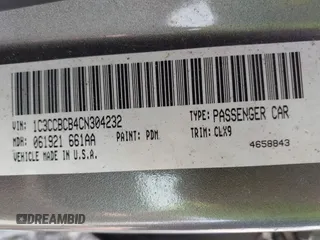 VIN: 1C3CCBCB4CN304232 TYPE: PASSENGER CAR
MDH: 061921 661AA PAINT: PDM TRIM: CLX9
VEHICLE MADE IN U.S.A. 4658843
DREAMBID